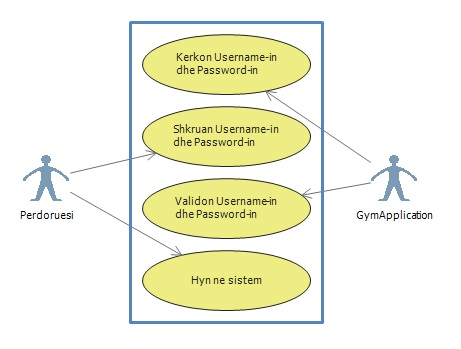 Kerkon Username-in
dhe Password-in
Shkruan Username-in
dhe Password-in
Validon Username-in
dhe Password-in
Hyn ne sistem
Perdoruesi
GymApplication